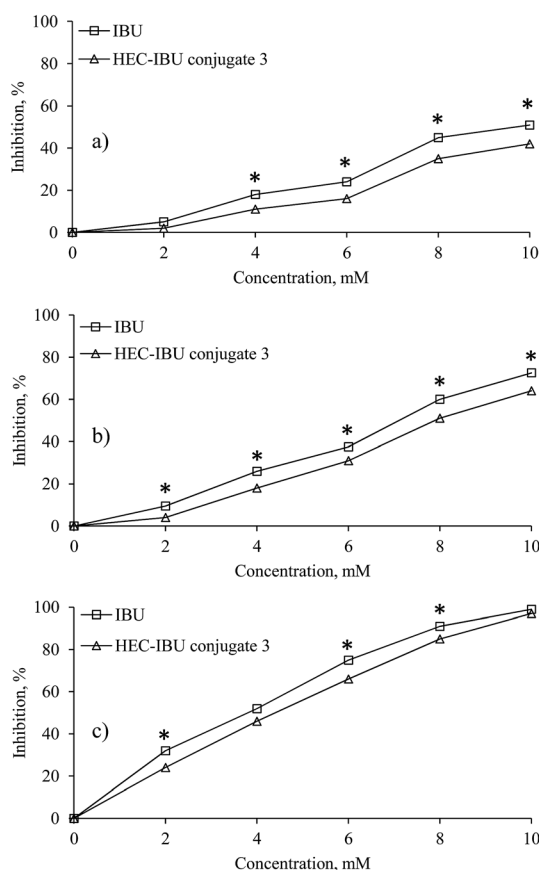 100
IBU
80
HEC-IBU conjugate 3
60
a)
40
20
0
0 2 4 6 8 10
Inhibition, %
Concentration, mM
* * * *
100
IBU
80
HEC-IBU conjugate 3
60
b)
40
20
0
0 2 4 6 8 10
Inhibition, %
Concentration, mM
* * * * *
100
IBU
80
HEC-IBU conjugate 3
60
c)
40
20
0
0 2 4 6 8 10
Inhibition, %
Concentration, mM
* * *